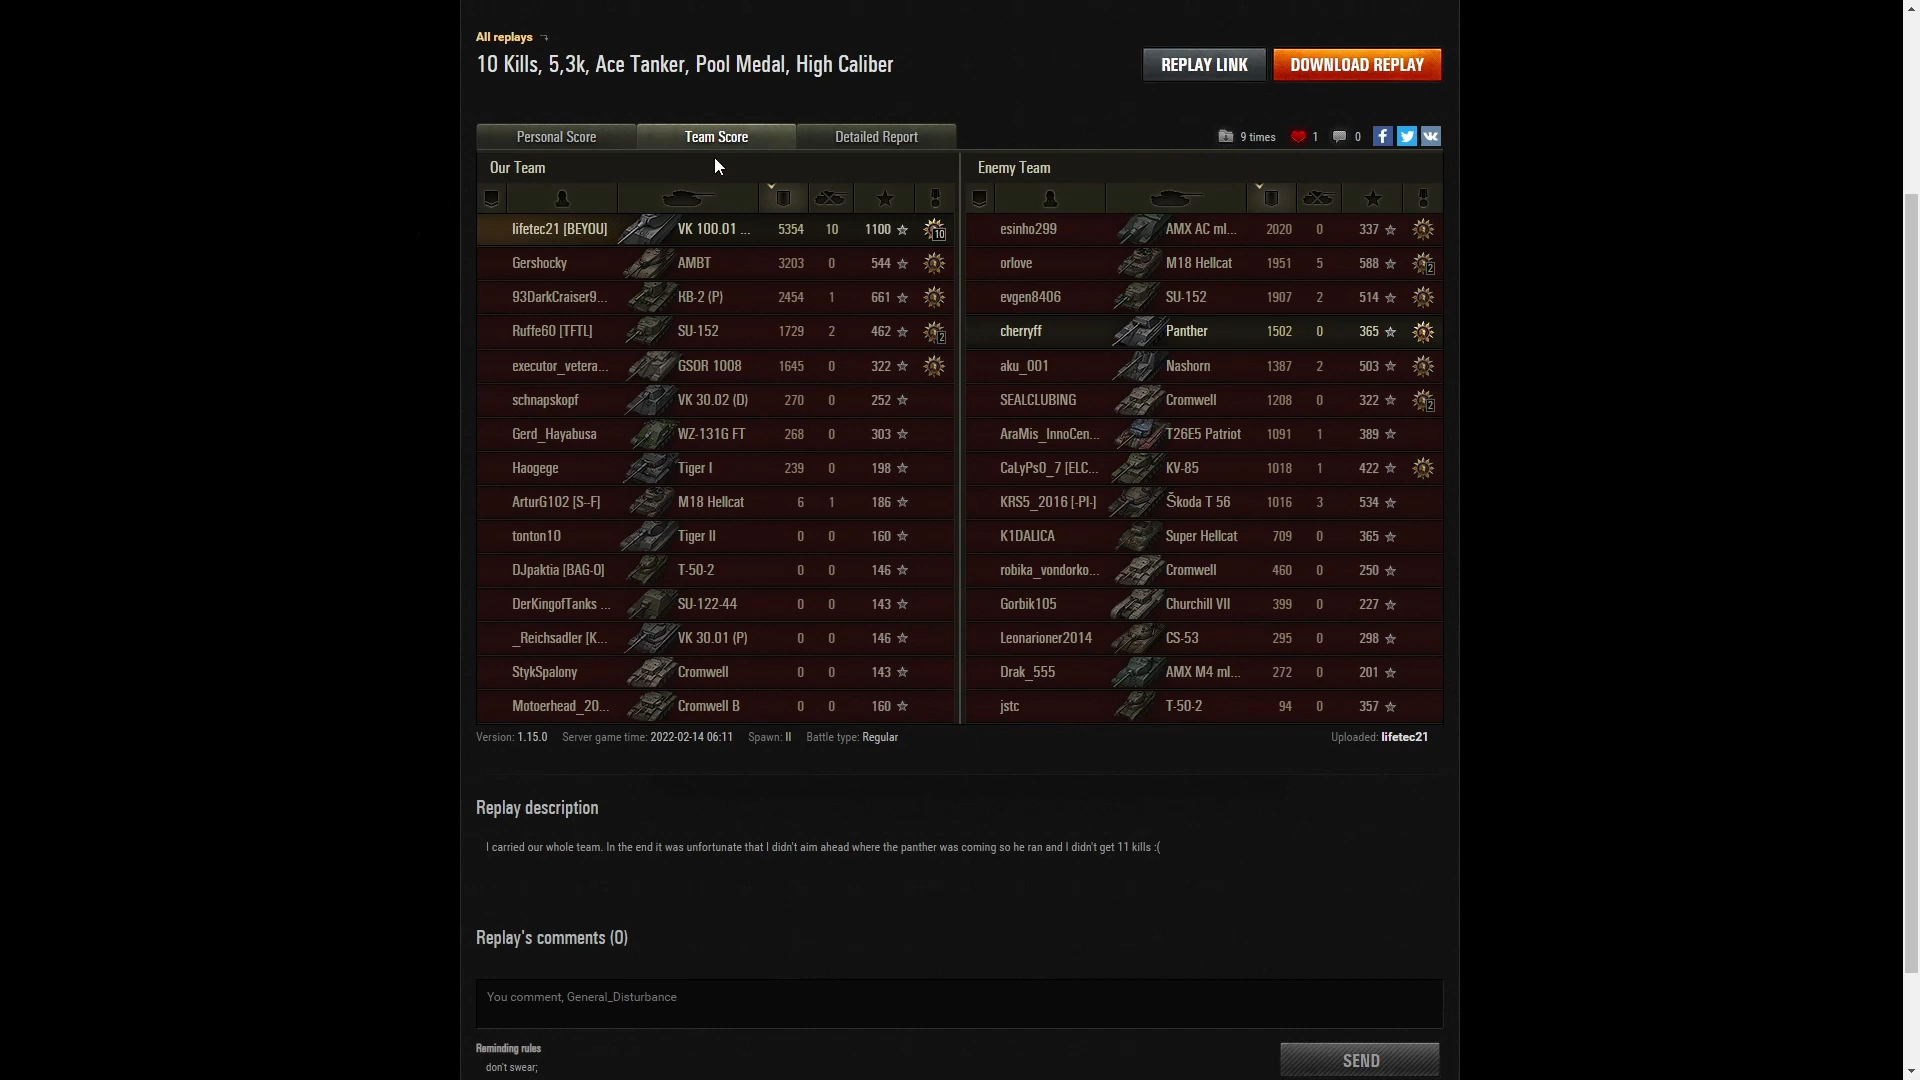 All replays
10 Kills, 5,3k, Ace Tanker, Pool Medal, High Caliber
REPLAY LINK DOWNLOAD REPLAY
Personal Score Team Score Detailed Report 9 times 1 0
Our Team Enemy Team
lifetec21 [BEYOU] VK 100.01 ... 5354 10 1100 10 esinho299 AMX AC ml... 2020 0 337
Gershocky AMBT 3203 0 544 orlove M18 Hellcat 1951 5 588 2
93DarkCraiser9... KB-2 (P) 2454 1 661 evgen8406 SU-152 1907 2 514
Ruffe60 [TFTL] SU-152 1729 2 462 2 cherryff Panther 1502 0 365
executor_vetera... GSOR 1008 1645 0 322 aku_001 Nashorn 1387 2 503
schnapskopf VK 30.02 (D) 270 0 252 SEALCLUBING Cromwell 1208 0 322 2
Gerd_Hayabusa WZ-131G FT 268 0 303 AraMis_InnoCen... T26E5 Patriot 1091 1 389
Haogege Tiger I 239 0 198 CaLyPsO_7 [ELC... KV-85 1018 1 422
ArturG102 [S--F] M18 Hellcat 6 1 186 KRS5_2016 [-PI-] Škoda T 56 1016 3 534
tonton10 Tiger II 0 0 160 K1DALICA Super Hellcat 709 0 365
DJpaktia [BAG-O] T-50-2 0 0 146 robika_vondorko... Cromwell 460 0 250
DerKingofTanks ... SU-122-44 0 0 143 Gorbik105 Churchill VII 399 0 227
_Reichsadler [K... VK 30.01 (P) 0 0 146 Leonarioner2014 CS-53 295 0 298
StykSpalony Cromwell 0 0 143 Drak_555 AMX M4 ml... 272 0 201
Motoerhead_20... Cromwell B 0 0 160 jstc T-50-2 94 0 357
Version: 1.15.0 Server game time: 2022-02-14 06:11 Spawn: II Battle type: Regular Uploaded: lifetec21
Replay description
I carried our whole team. In the end it was unfortunate that I didn't aim ahead where the panther was coming so he ran and I didn't get 11 kills :(
Replay's comments (0)
You comment, General_Disturbance
Reminding rules
don't swear;
SEND